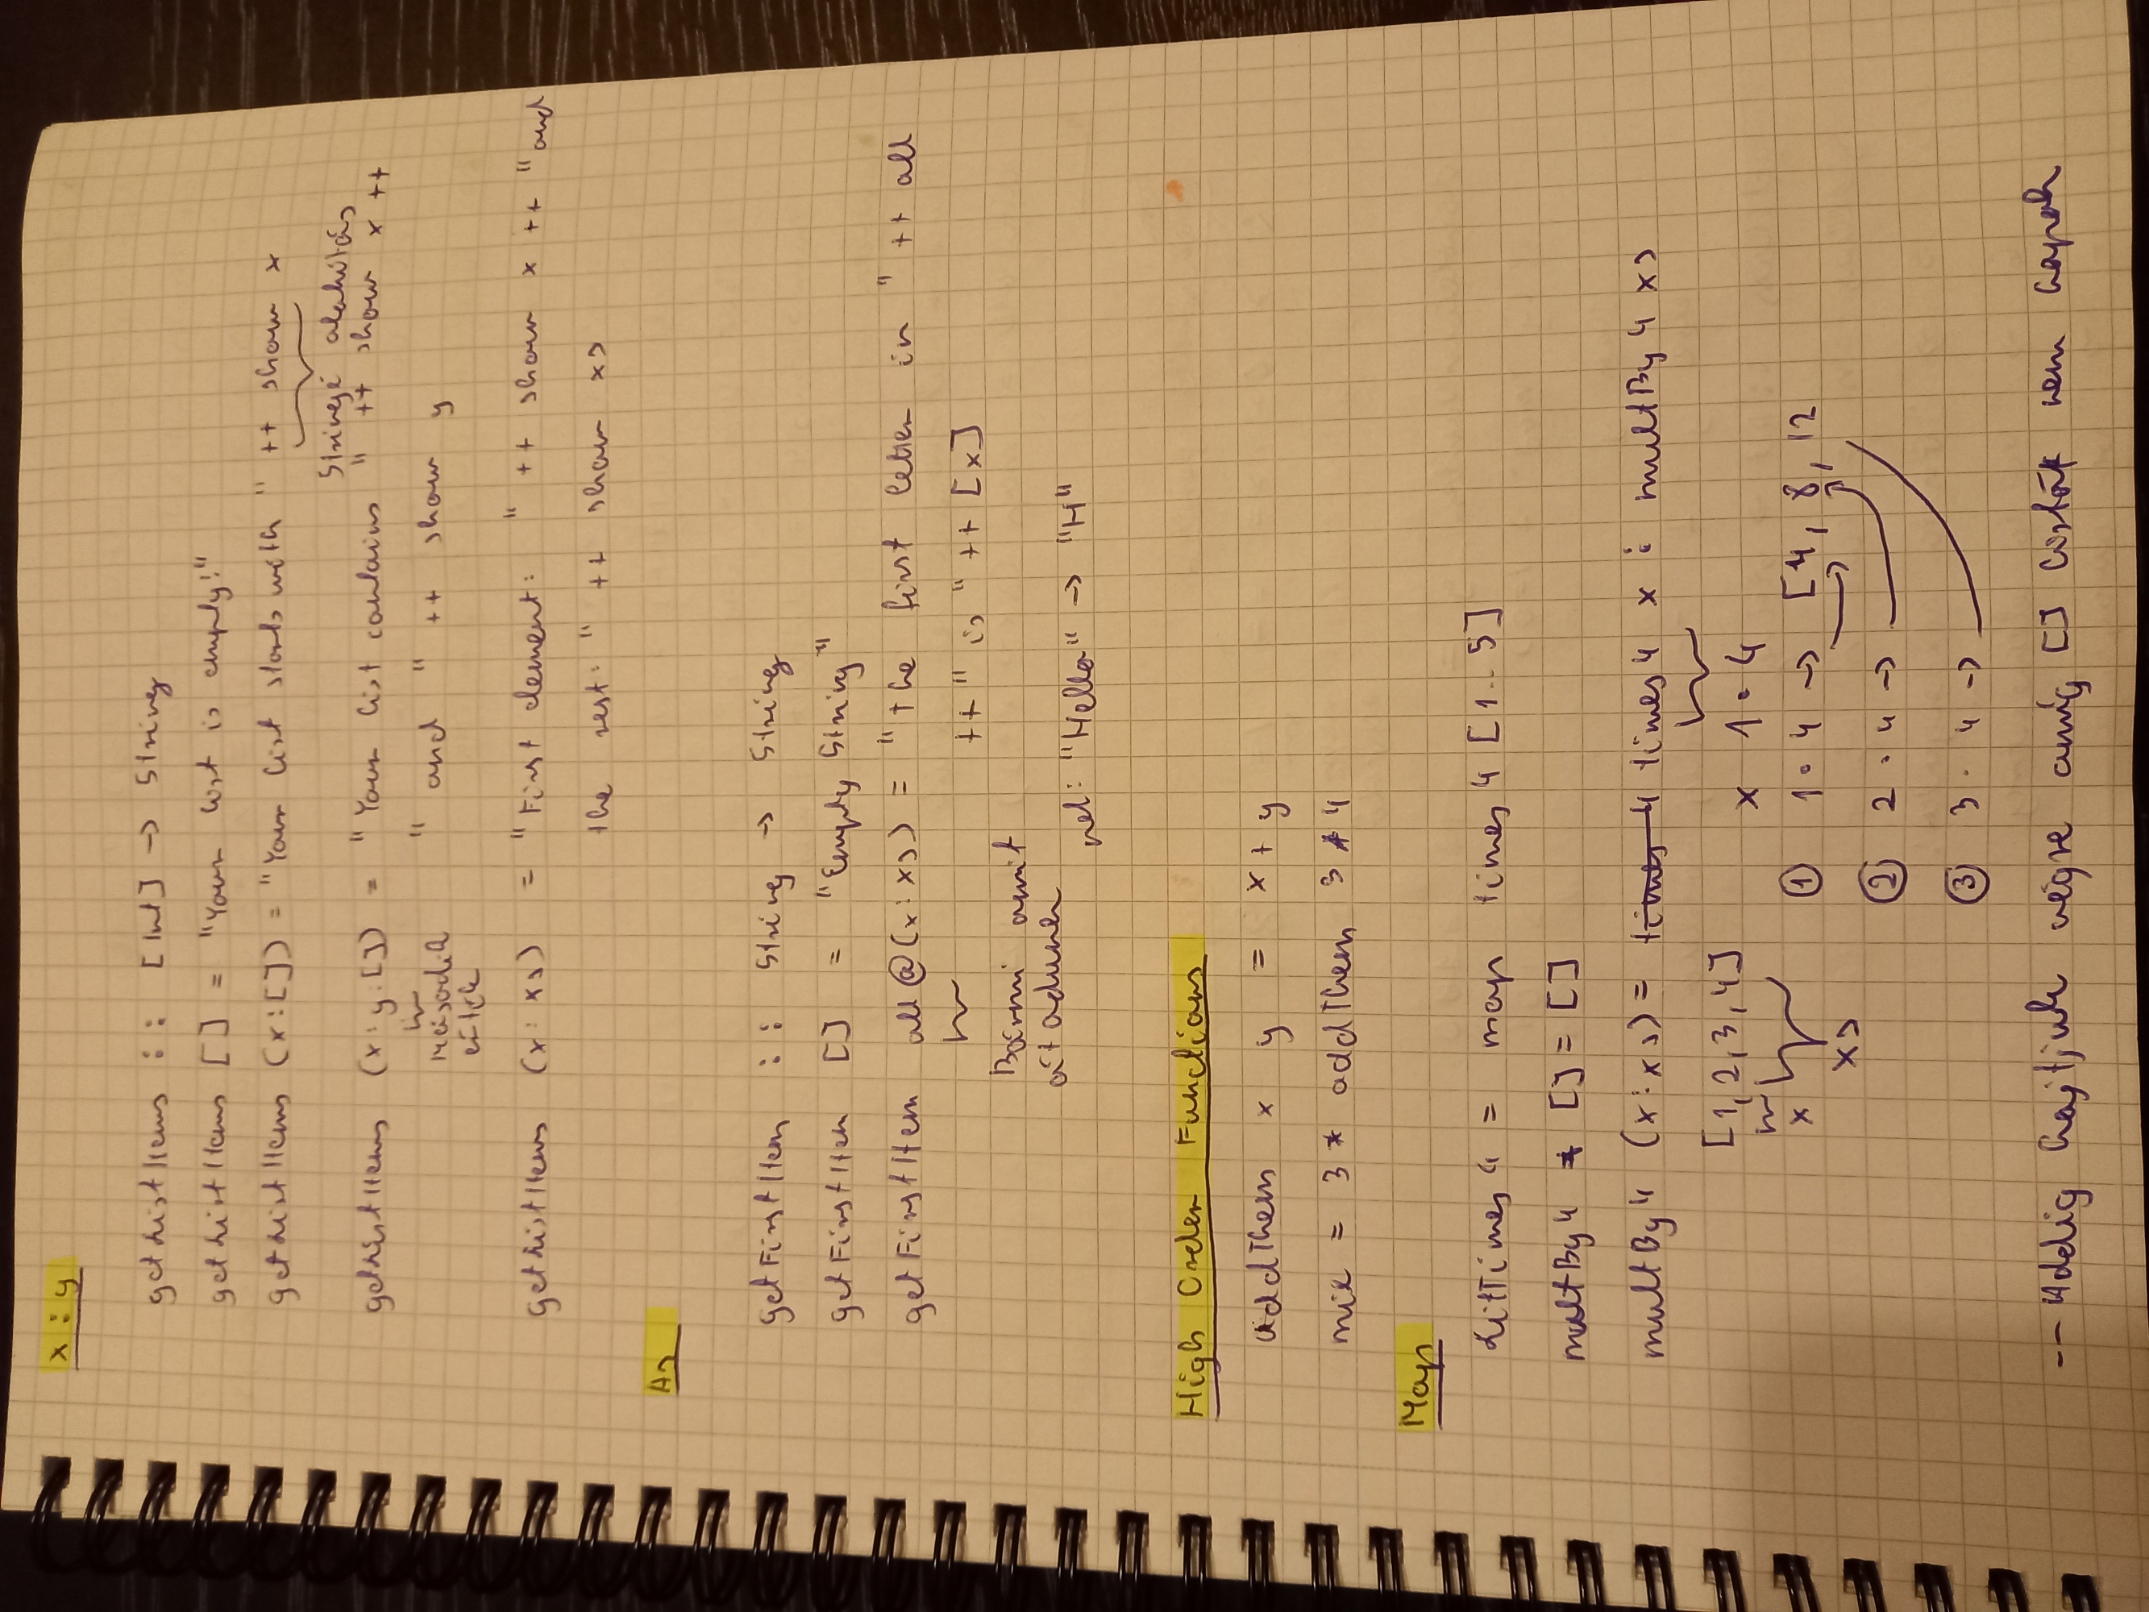 x : y
getListItems :: [Int] -> String
getListItems [] = "Your list is empty!"
getListItems (x:[]) = "Your list starts with " ++ show x
Stringé alakítás
getListItems (x:y:[]) = "Your list contains " ++ show x ++
" and " ++ show y
második
érték
getListItems (x:xs) = "First element: " ++ show x ++ "and
the rest: " ++ show xs
As
getFirstItem :: String -> String
getFirstItem [] = "Empty String"
getFirstItem all@(x:xs) = "the first letter in " ++ all
++ " is " ++ [x]
Bármi amit
átadunk
pel: "Hello" -> "H"
High Order Functions
addThem x y = x + y
mix = 3 * addThem 3 4
Map
LitTimes4 = map times4 [1..5]
multBy4 [] = []
multBy4 (x:xs) = times4 times4 x : multBy4 xs
[1,2,3,4]
x 1·4
x
xs
① 1·4 -> [4, 8, 12
② 2·4 ->
③ 3·4 ->
-- Addig hajtjuk végre amíg [] listát nem kapok